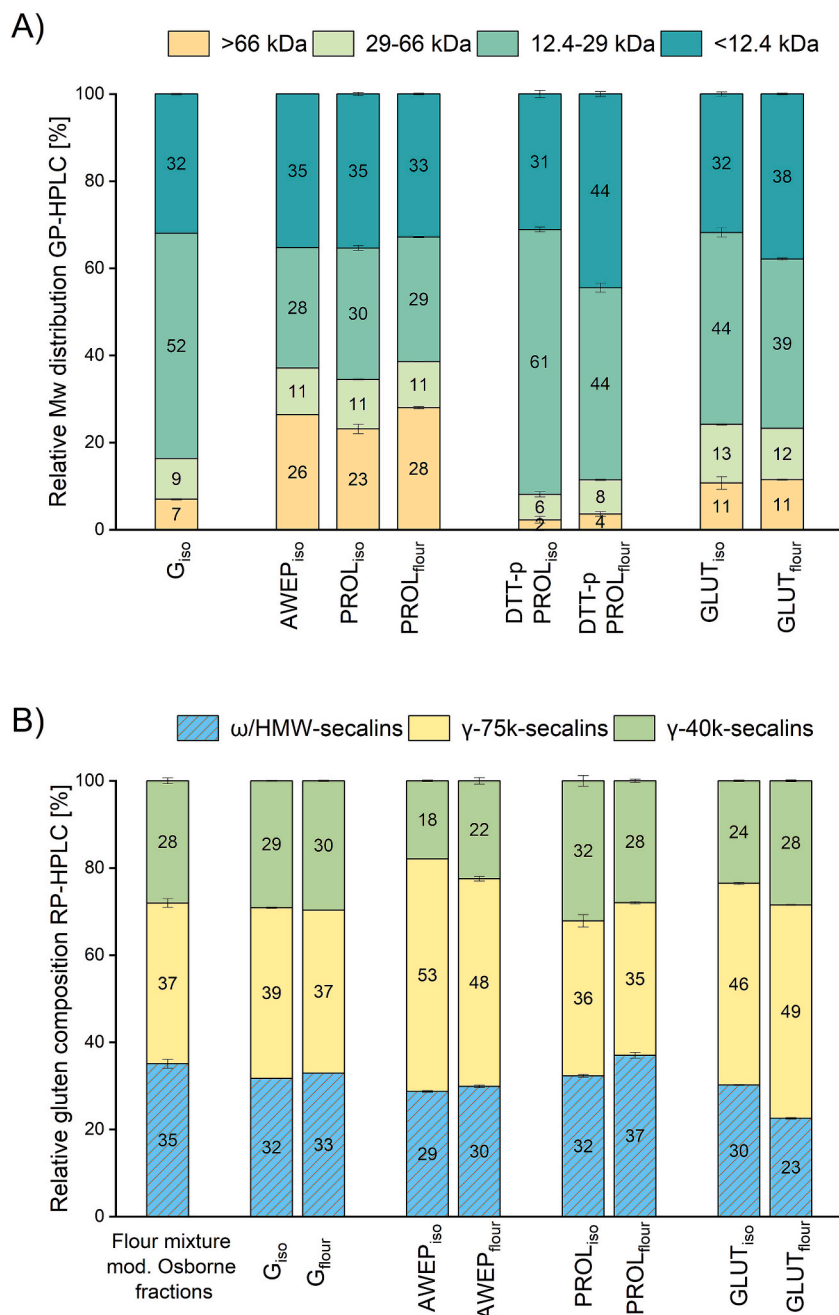 A)
>66 kDa 29-66 kDa 12.4-29 kDa <12.4 kDa
Relative Mw distribution GP-HPLC [%]
100
80
60
40
20
0
32 35 35 33 31 44 32 38
52 28 30 29 61 44 44 39
9 11 11 11 6 8 13 12
7 26 23 28 2 4 11 11
Giso
AWEPiso
PROLiso
PROLflour
DTT-p
PROLiso
DTT-p
PROLflour
GLUTiso
GLUTflour
B)
ω/HMW-secalins γ-75k-secalins γ-40k-secalins
Relative gluten composition RP-HPLC [%]
100
80
60
40
20
0
28 29 30 18 22 32 28 24 28
37 39 37 53 48 36 35 46 49
35 32 33 29 30 32 37 30 23
Flour mixture
mod. Osborne
fractions
Giso
Gflour
AWEPiso
AWEPflour
PROLiso
PROLflour
GLUTiso
GLUTflour